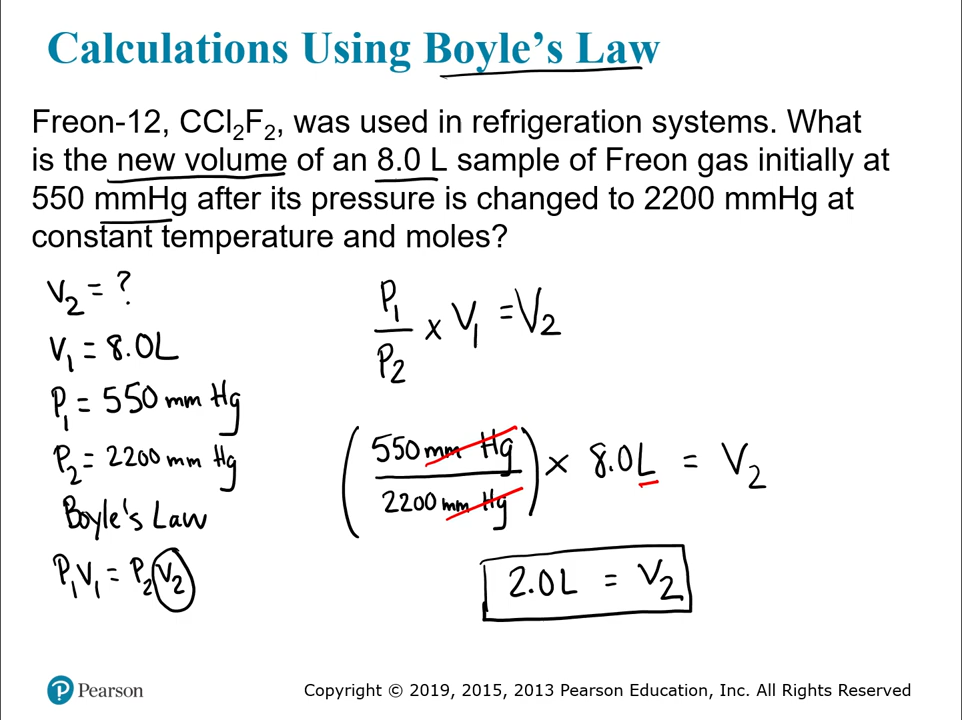 Calculations Using Boyle's Law
Freon-12, CCl₂F₂, was used in refrigeration systems. What
is the new volume of an 8.0 L sample of Freon gas initially at
550 mmHg after its pressure is changed to 2200 mmHg at
constant temperature and moles?
V₂ = ?
V₁ = 8.0L
P₁ = 550 mm Hg
P₂ = 2200 mm Hg
Boyle's Law
P₁V₁ = P₂V₂
P₁
P₂
× V₁ = V₂
(550 mm Hg
2200 mm Hg) × 8.0L = V₂
2.0L = V₂
Pearson
Copyright © 2019, 2015, 2013 Pearson Education, Inc. All Rights Reserved